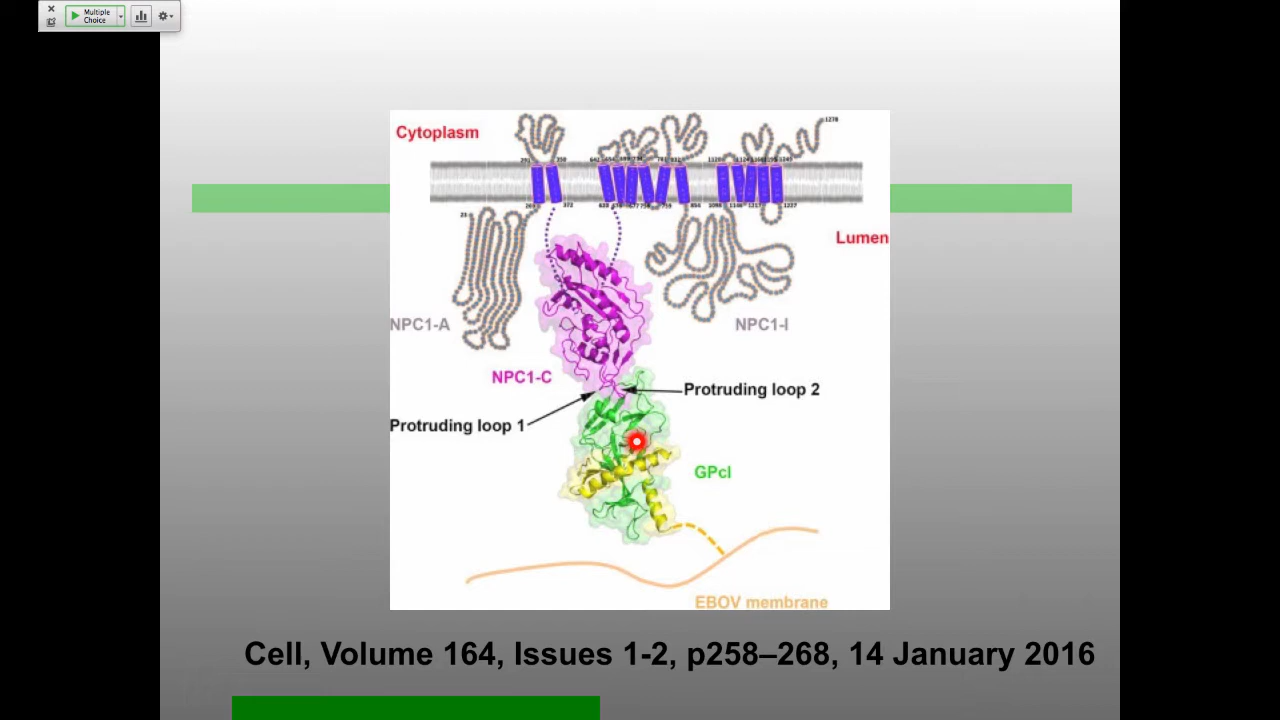 Multiple
Choice
Cytoplasm
1278
Lumen
NPC1-A
NPC1-I
NPC1-C
Protruding loop 2
Protruding loop 1
GPcl
EBOV membrane
Cell, Volume 164, Issues 1-2, p258–268, 14 January 2016